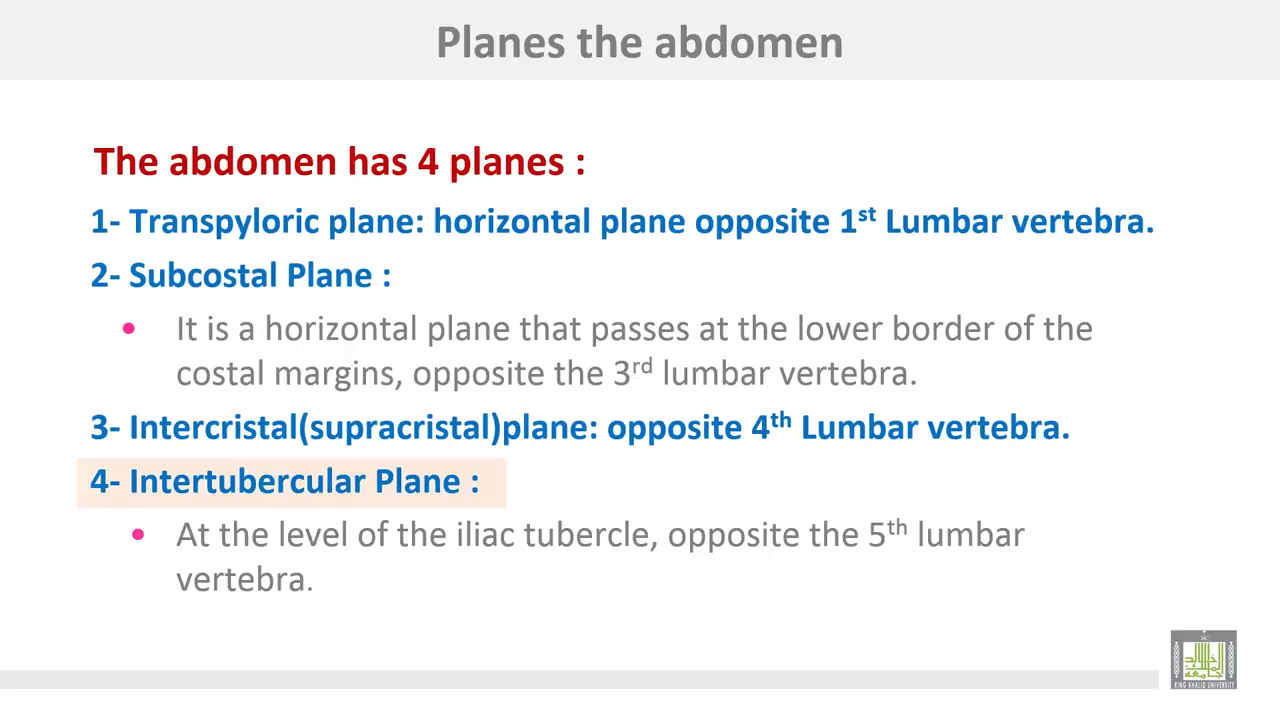 Planes the abdomen
The abdomen has 4 planes :
1- Transpyloric plane: horizontal plane opposite 1st Lumbar vertebra.
2- Subcostal Plane :
• It is a horizontal plane that passes at the lower border of the
costal margins, opposite the 3rd lumbar vertebra.
3- Intercristal(supracristal)plane: opposite 4th Lumbar vertebra.
4- Intertubercular Plane :
• At the level of the iliac tubercle, opposite the 5th lumbar
vertebra.
KING KHALID UNIVERSITY